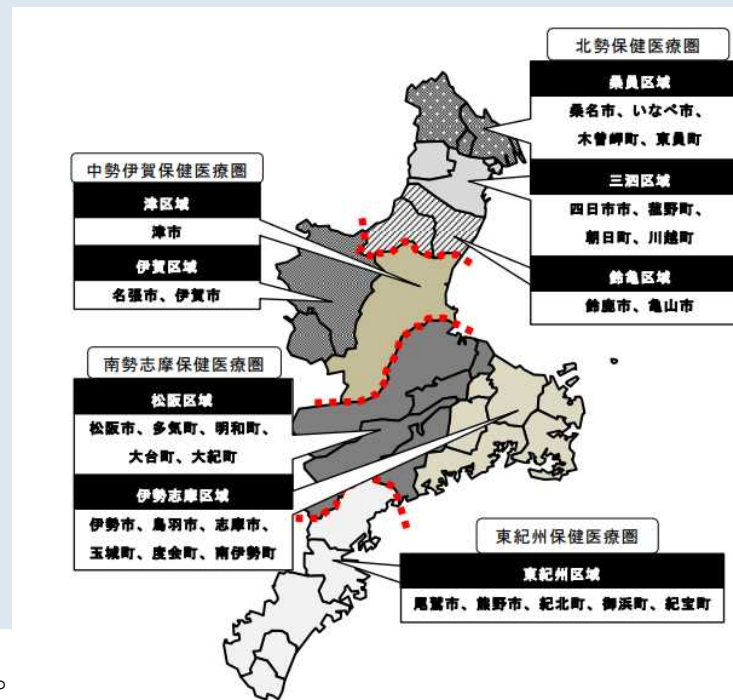 北勢保健医療圏
桑員区域
桑名市、いなべ市、
木曽岬町、東員町
三泗区域
四日市市、菰野町、
朝日町、川越町
鈴亀区域
鈴鹿市、亀山市
中勢伊賀保健医療圏
津区域
津市
伊賀区域
名張市、伊賀市
南勢志摩保健医療圏
松阪区域
松阪市、多気町、明和町、
大台町、大紀町
伊勢志摩区域
伊勢市、鳥羽市、志摩市、
玉城町、度会町、南伊勢町
東紀州保健医療圏
東紀州区域
尾鷲市、熊野市、紀北町、御浜町、紀宝町
。